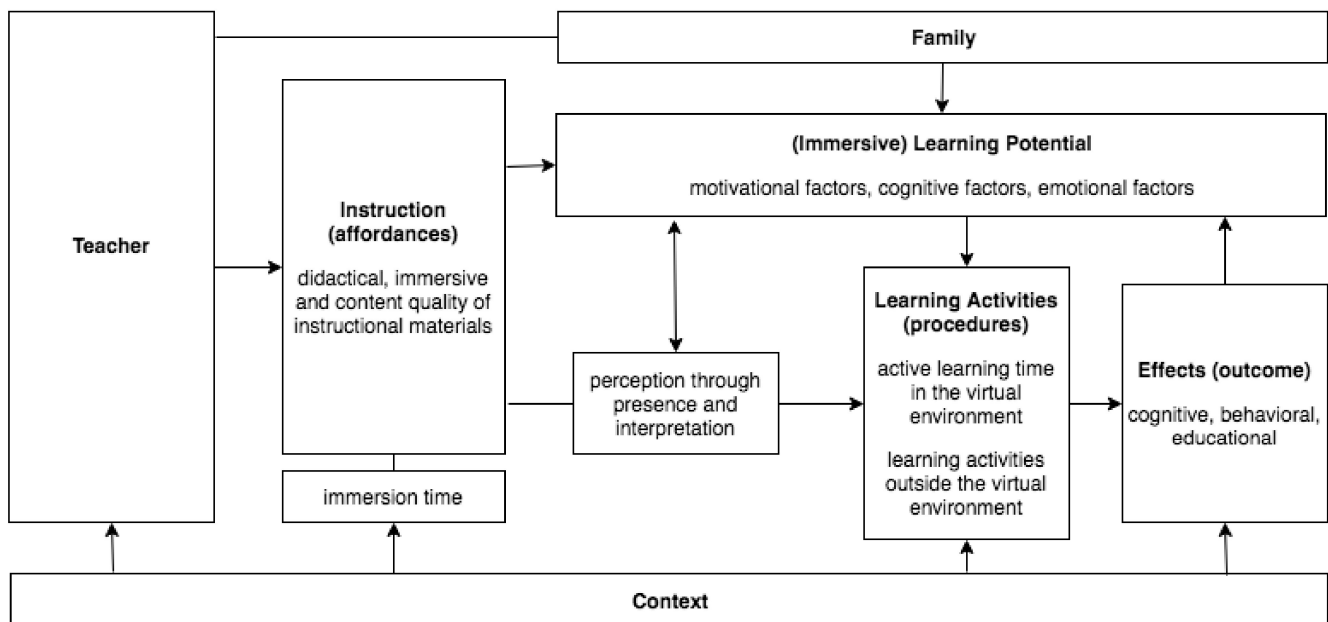 Family
(Immersive) Learning Potential
motivational factors, cognitive factors, emotional factors
Teacher
Instruction
(affordances)
didactical, immersive
and content quality of
instructional materials
immersion time
perception through
presence and
interpretation
Learning Activities
(procedures)
active learning time
in the virtual
environment
learning activities
outside the virtual
environment
Effects (outcome)
cognitive, behavioral,
educational
Context